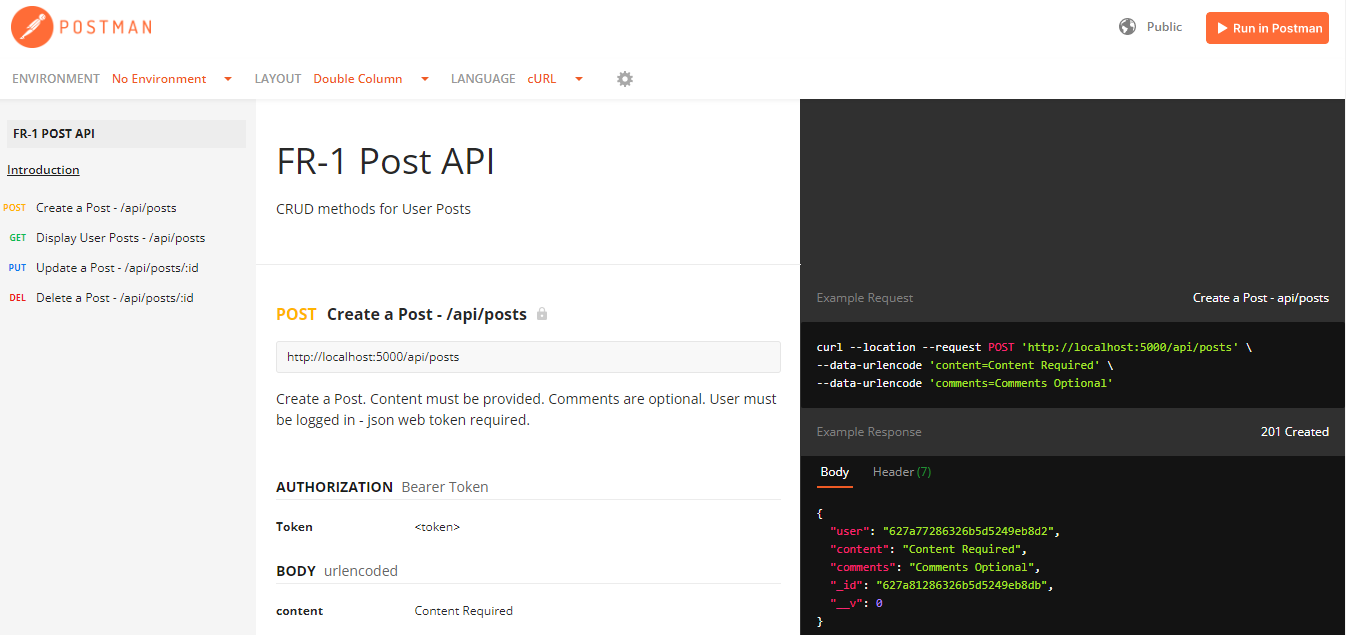 POSTMAN
Public
Run in Postman
ENVIRONMENT No Environment LAYOUT Double Column LANGUAGE cURL
FR-1 POST API
Introduction
POST Create a Post - /api/posts
GET Display User Posts - /api/posts
PUT Update a Post - /api/posts/:id
DEL Delete a Post - /api/posts/:id
FR-1 Post API
CRUD methods for User Posts
POST Create a Post - /api/posts
http://localhost:5000/api/posts
Create a Post. Content must be provided. Comments are optional. User must
be logged in - json web token required.
AUTHORIZATION Bearer Token
Token <token>
BODY urlencoded
content Content Required
Example Request Create a Post - api/posts
curl --location --request POST 'http://localhost:5000/api/posts' \
--data-urlencode 'content=Content Required' \
--data-urlencode 'comments=Comments Optional'
Example Response 201 Created
Body Header (7)
{
"user": "627a77286326b5d5249eb8d2",
"content": "Content Required",
"comments": "Comments Optional",
"_id": "627a81286326b5d5249eb8db",
"__v": 0
}